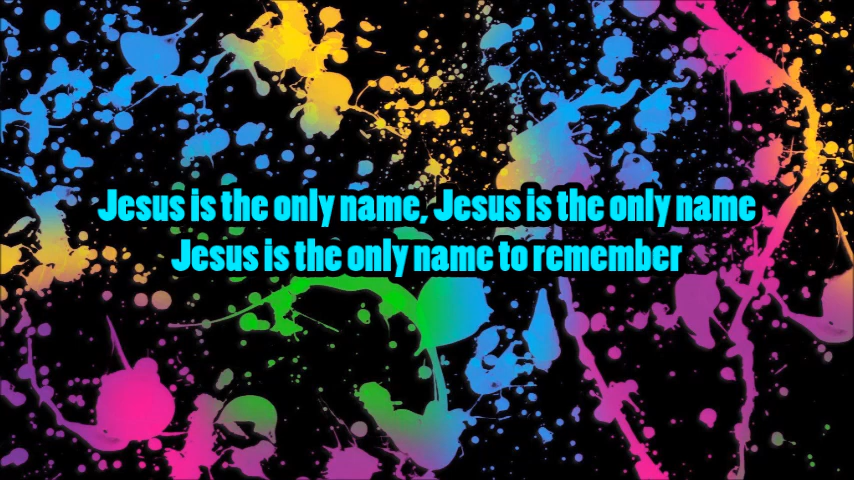 Jesus is the only name, Jesus is the only name
Jesus is the only name to remember